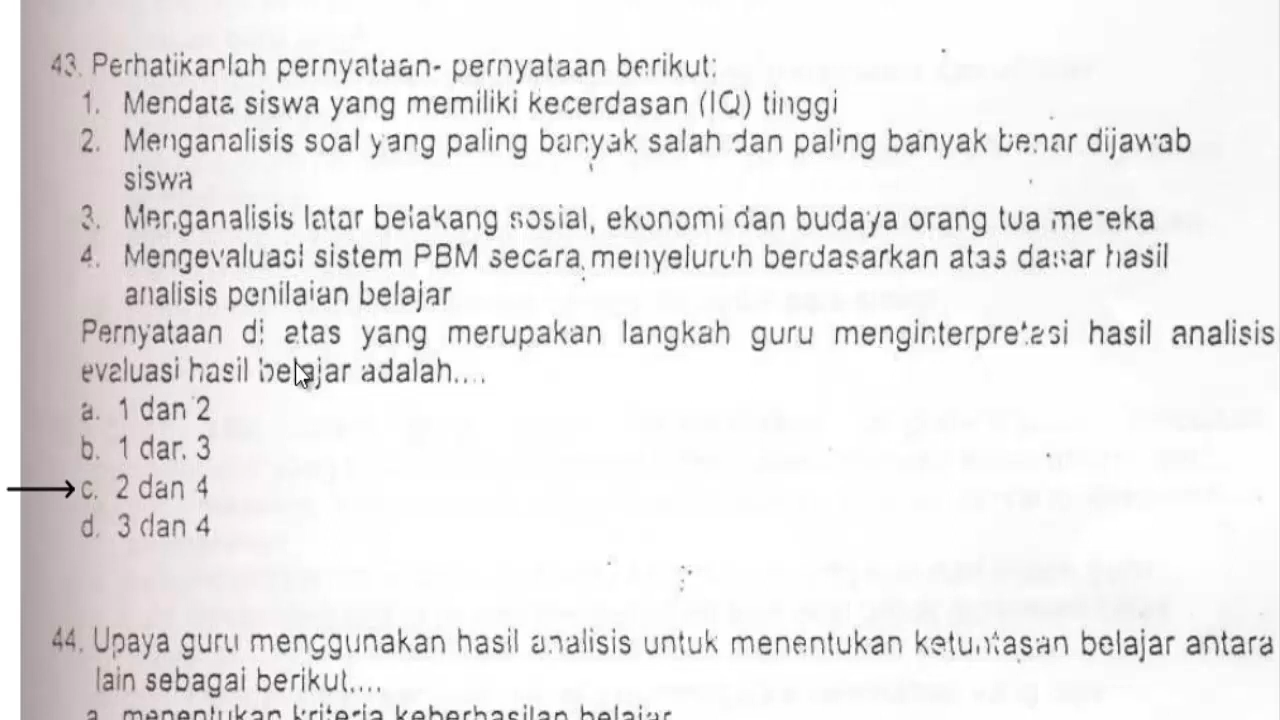 43. Perhatikanlah pernyataan- pernyataan berikut:
1. Mendata siswa yang memiliki kecerdasan (IQ) tinggi
2. Menganalisis soal yang paling banyak salah dan paling banyak benar dijawab
siswa
3. Menganalisis latar belakang sosial, ekonomi dan budaya orang tua mereka
4. Mengevaluasi sistem PBM secara menyeluruh berdasarkan atas dasar hasil
analisis penilaian belajar
Pernyataan di atas yang merupakan langkah guru menginterpretasi hasil analisis
evaluasi hasil belajar adalah....
a. 1 dan 2
b. 1 dan 3
c. 2 dan 4
d. 3 dan 4
44. Upaya guru menggunakan hasil analisis untuk menentukan ketuntasan belajar antara
lain sebagai berikut....
a. menentukan kriteria keberhasilan belajar